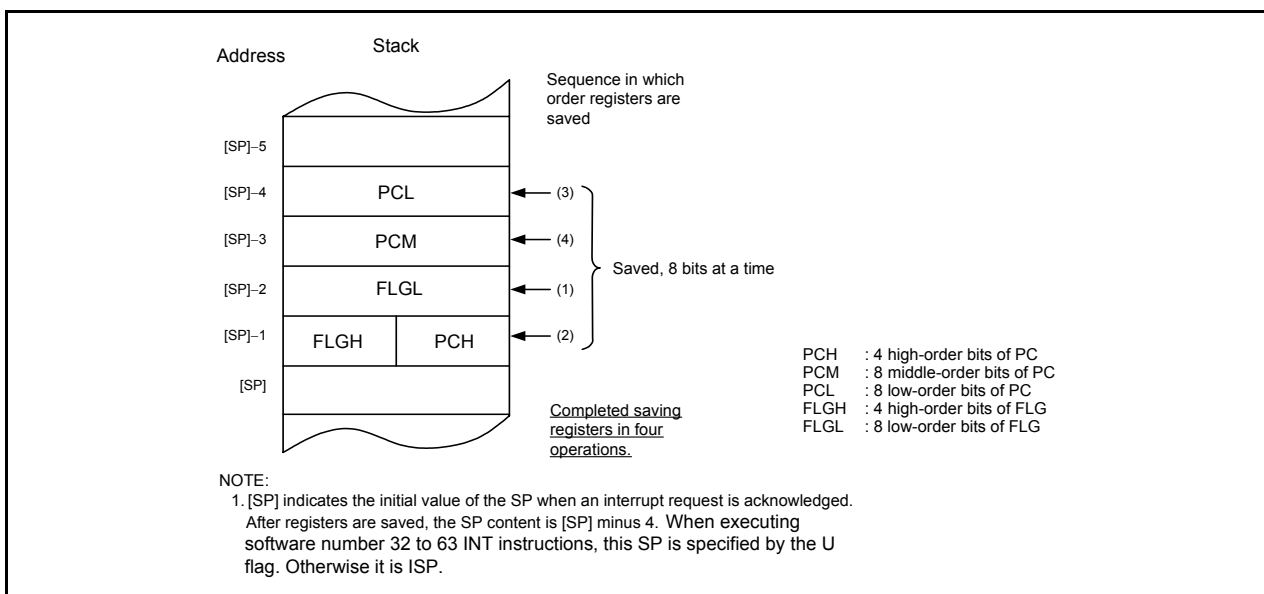 Address
Stack
Sequence in which
order registers are
saved
[SP]−5
[SP]−4
PCL
(3)
[SP]−3
PCM
(4)
Saved, 8 bits at a time
[SP]−2
FLGL
(1)
[SP]−1
FLGH
PCH
(2)
[SP]
PCH : 4 high-order bits of PC
PCM : 8 middle-order bits of PC
PCL : 8 low-order bits of PC
FLGH : 4 high-order bits of FLG
FLGL : 8 low-order bits of FLG
Completed saving
registers in four
operations.
NOTE:
1. [SP] indicates the initial value of the SP when an interrupt request is acknowledged.
After registers are saved, the SP content is [SP] minus 4. When executing
software number 32 to 63 INT instructions, this SP is specified by the U
flag. Otherwise it is ISP.